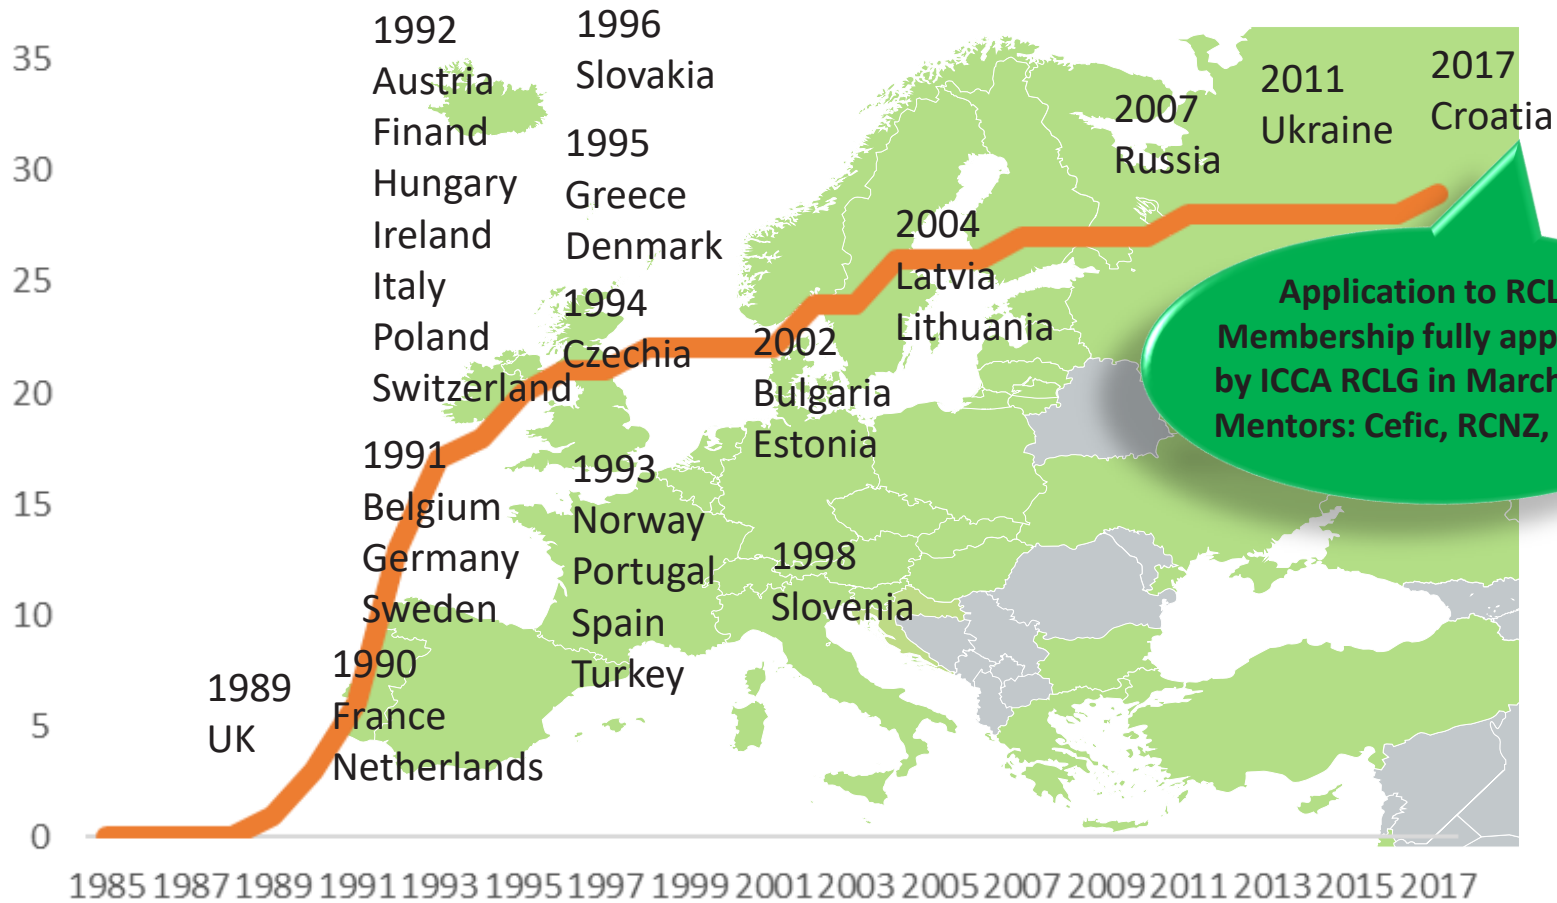 35
30
25
20
15
10
5
0
1985 1987 1989 1991 1993 1995 1997 1999 2001 2003 2005 2007 2009 2011 2013 2015 2017
1989
UK
1990
France
Netherlands
1991
Belgium
Germany
Sweden
1992
Austria
Finand
Hungary
Ireland
Italy
Poland
Switzerland
1993
Norway
Portugal
Spain
Turkey
1994
Czechia
1995
Greece
Denmark
1996
Slovakia
1998
Slovenia
2002
Bulgaria
Estonia
2004
Latvia
Lithuania
2007
Russia
2011
Ukraine
2017
Croatia
Application to RCL
Membership fully app
by ICCA RCLG in March
Mentors: Cefic, RCNZ,